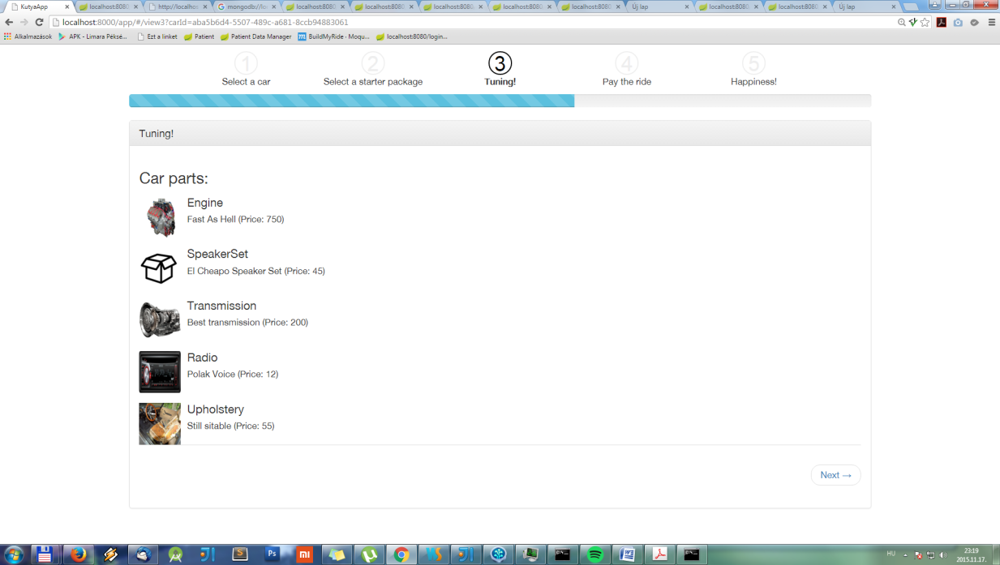 KutyaApp
localhost:8080
http://localhos
mongodb://lo
localhost:8080
localhost:8080
localhost:8080
localhost:8080
localhost:8080
Új lap
localhost:8080
localhost:8080
Új lap
localhost:8000/app/#/view3?carId=aba5b6d4-5507-489c-a681-8ccb94883061
Alkalmazások
APK - Limara Péksé...
Ezt a linket
Patient
Patient Data Manager
BuildMyRide - Moqu...
localhost:8080/login...
1
2
3
4
5
Select a car
Select a starter package
Tuning!
Pay the ride
Happiness!
Tuning!
Car parts:
Engine
Fast As Hell (Price: 750)
SpeakerSet
El Cheapo Speaker Set (Price: 45)
Transmission
Best transmission (Price: 200)
Radio
Polak Voice (Price: 12)
Upholstery
Still sitable (Price: 55)
Next →
Ps
mi
HU
23:19
2015.11.17.